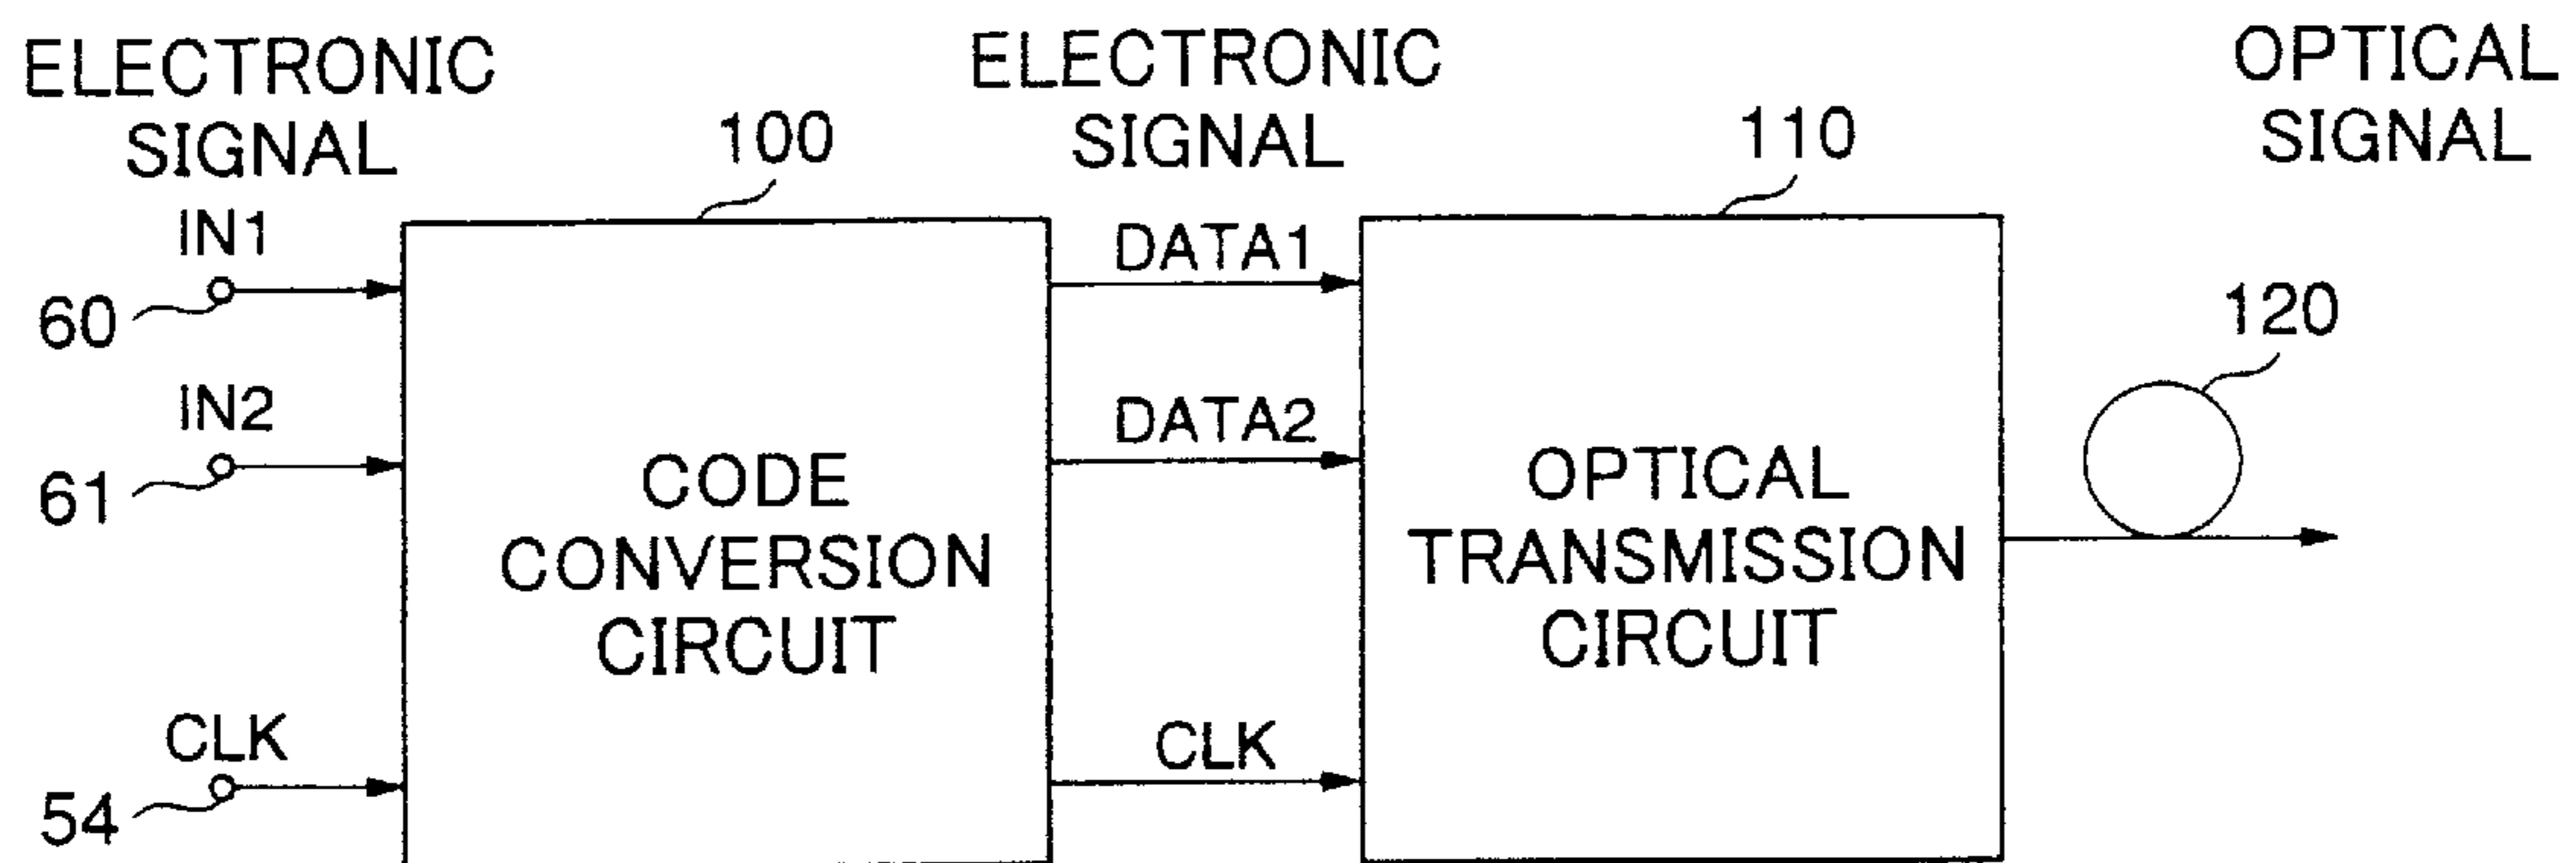 ELECTRONIC
SIGNAL
ELECTRONIC
SIGNAL
OPTICAL
SIGNAL
100
110
IN1
60
IN2
61
CLK
54
CODE
CONVERSION
CIRCUIT
DATA1
DATA2
CLK
OPTICAL
TRANSMISSION
CIRCUIT
120